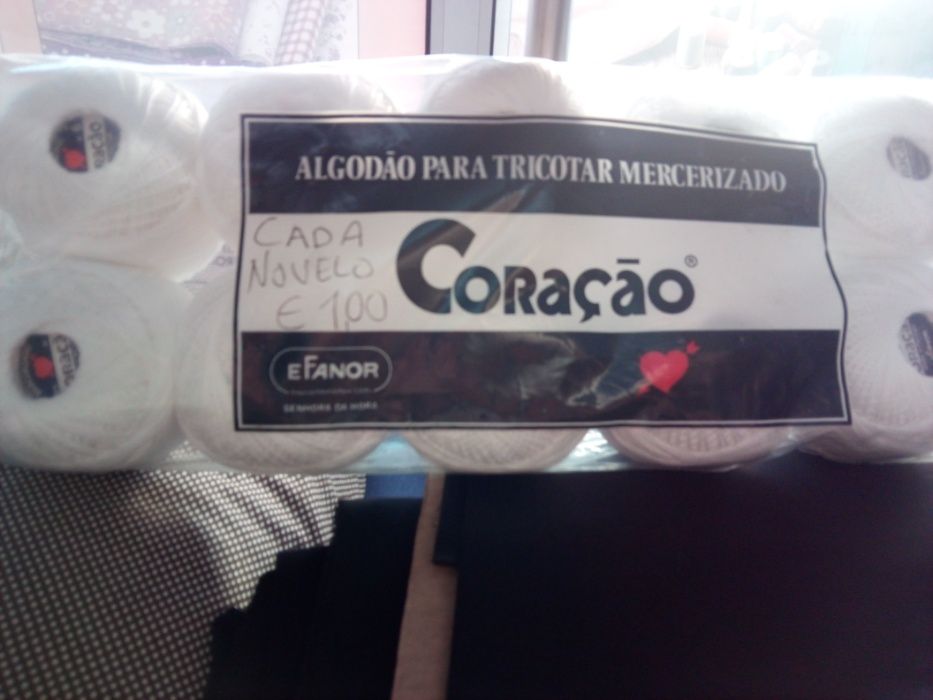 ALGODÃO PARA TRICOTAR MERCERIZADO
CADA
NOVELO
€ 1,00
CORAÇÃO®
EFANOR
SENHORA DA HORA